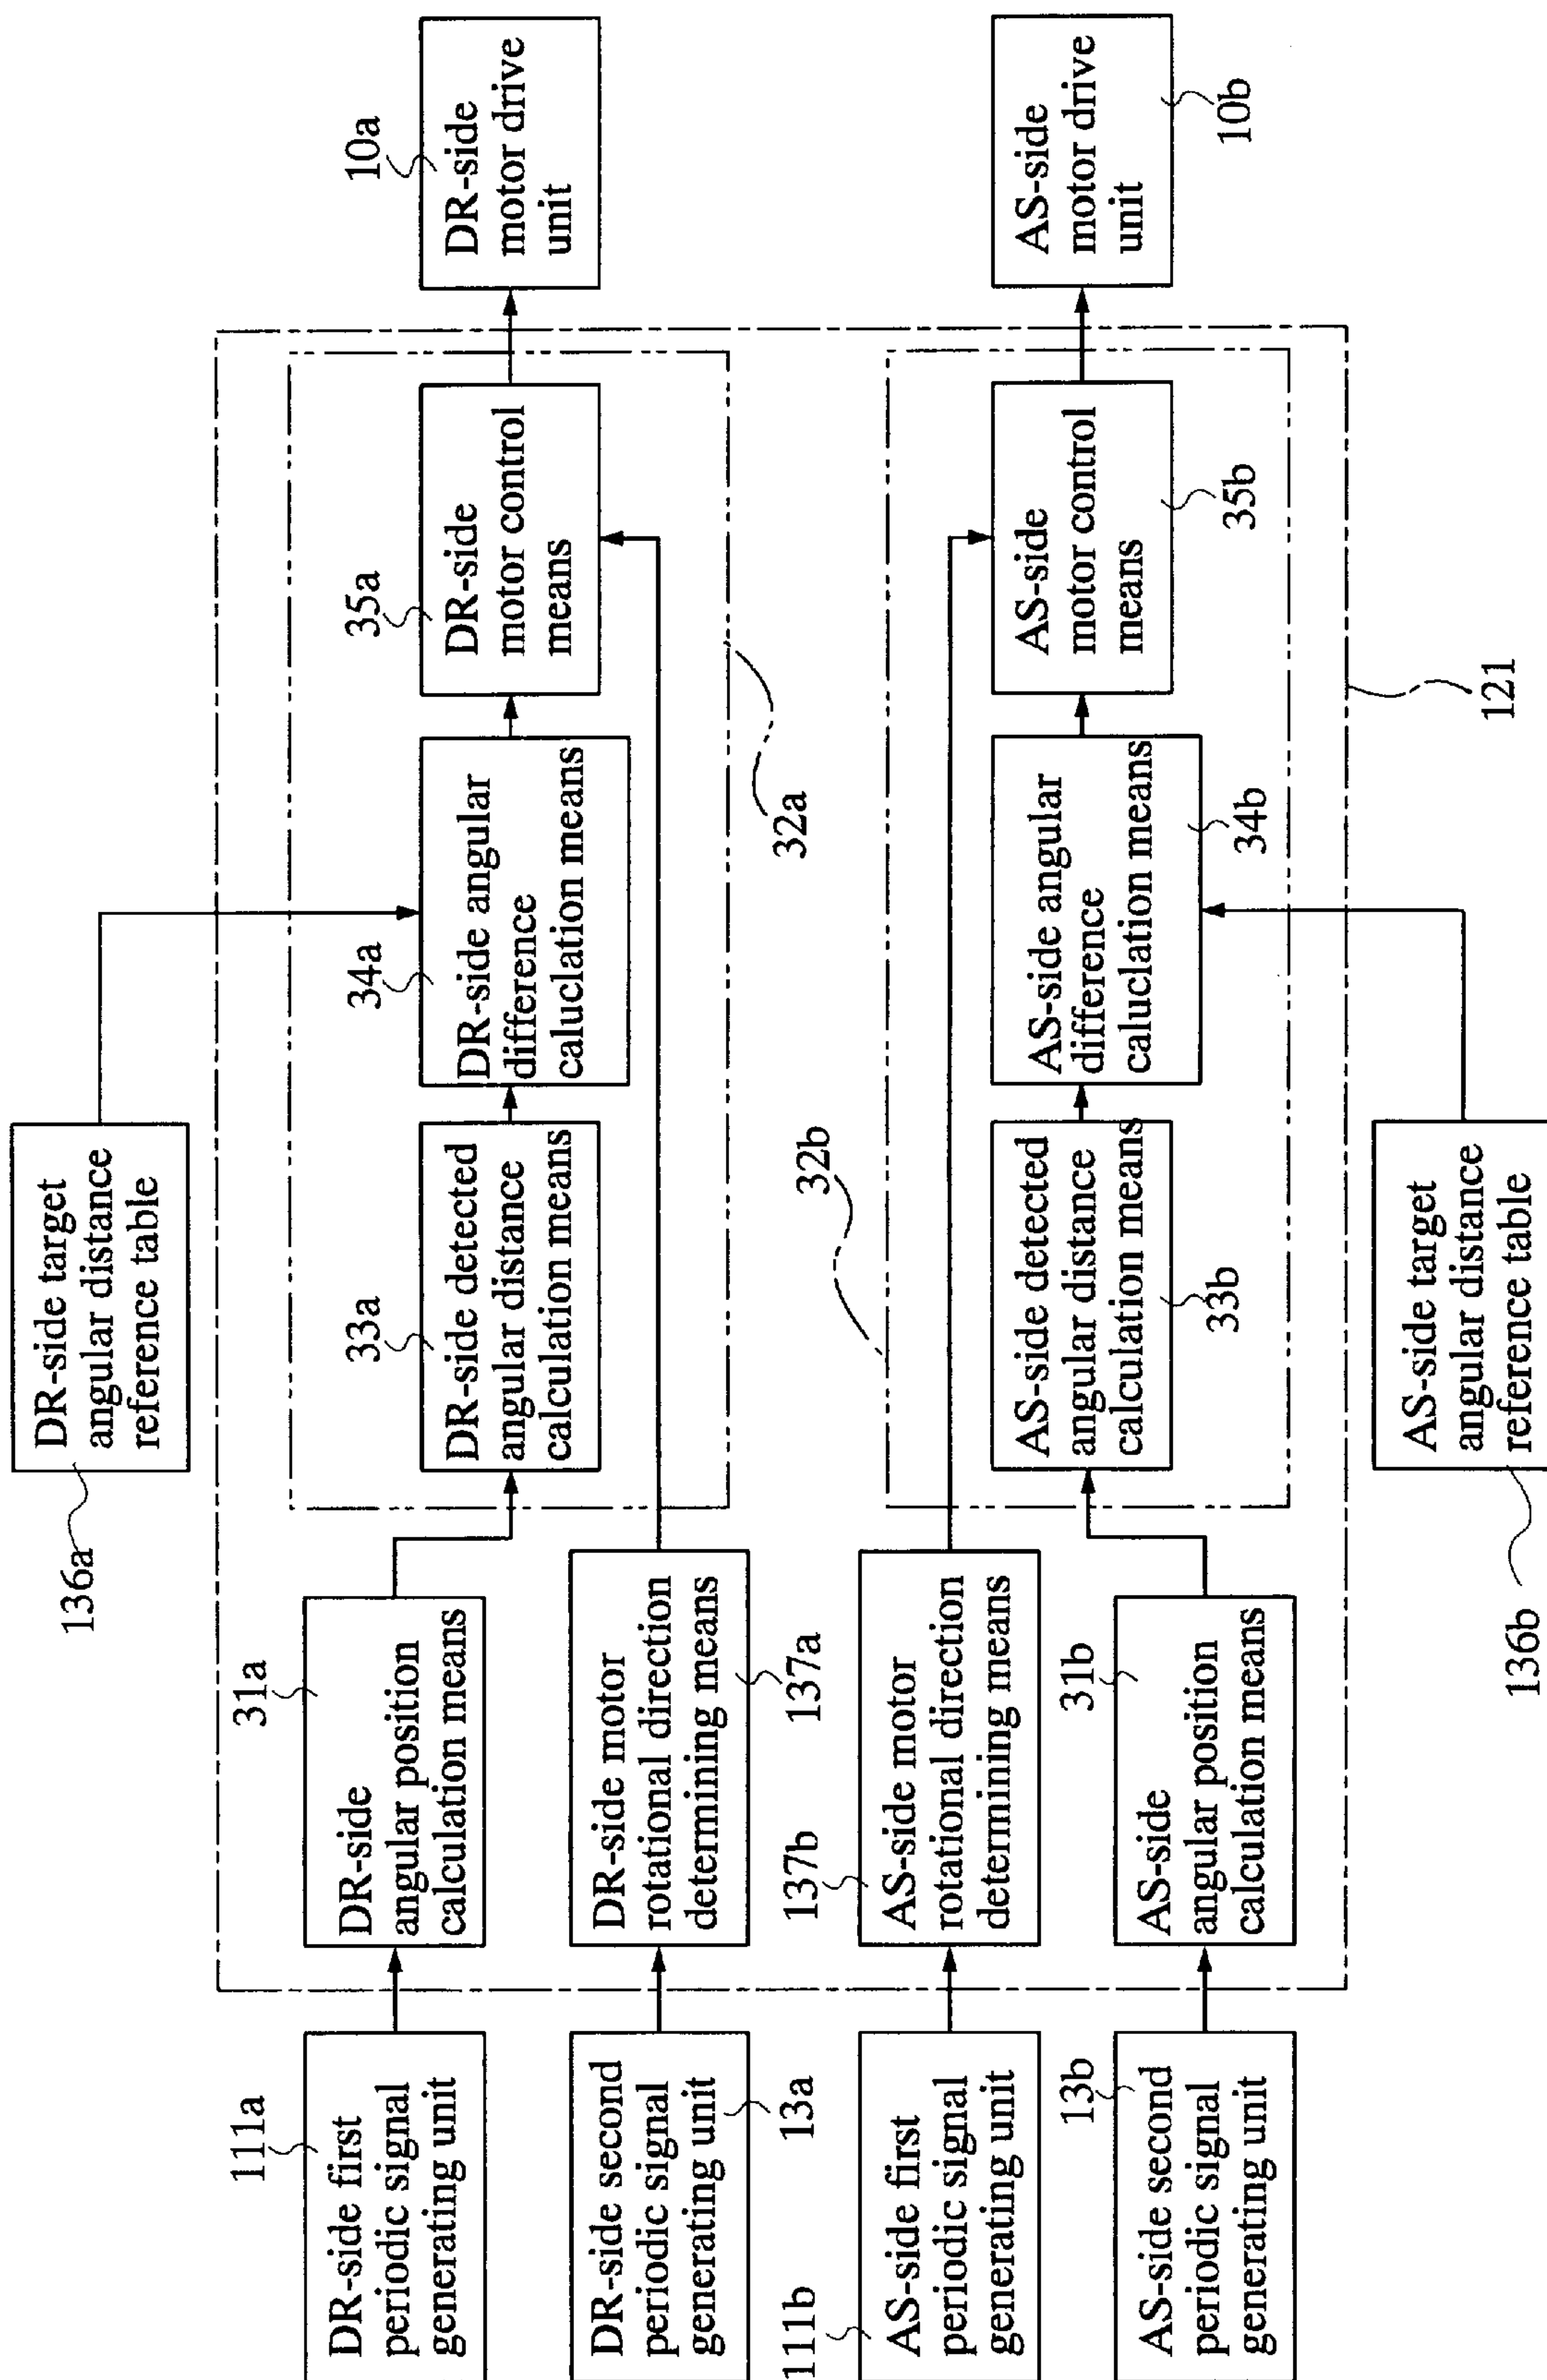 136a
DR-side target
angular distance
reference table
111a
DR-side first
periodic signal
generating unit
31a
DR-side
angular position
calculation means
33a
DR-side detected
angular distance
calculation means
34a
DR-side angular
difference
caluclation means
35a
DR-side
motor control
means
10a
DR-side
motor drive
unit
DR-side second
periodic signal
generating unit
13a
DR-side motor
rotational direction
determining means
137a
32a
111b
AS-side first
periodic signal
generating unit
137b
AS-side motor
rotational direction
determining means
32b
13b
AS-side second
periodic signal
generating unit
31b
AS-side
angular position
calculation means
AS-side detected
angular distance
calculation means
33b
AS-side angular
difference
caluclation means
34b
AS-side
motor control
means
35b
AS-side
motor drive
unit
10b
121
AS-side target
angular distance
reference table
136b